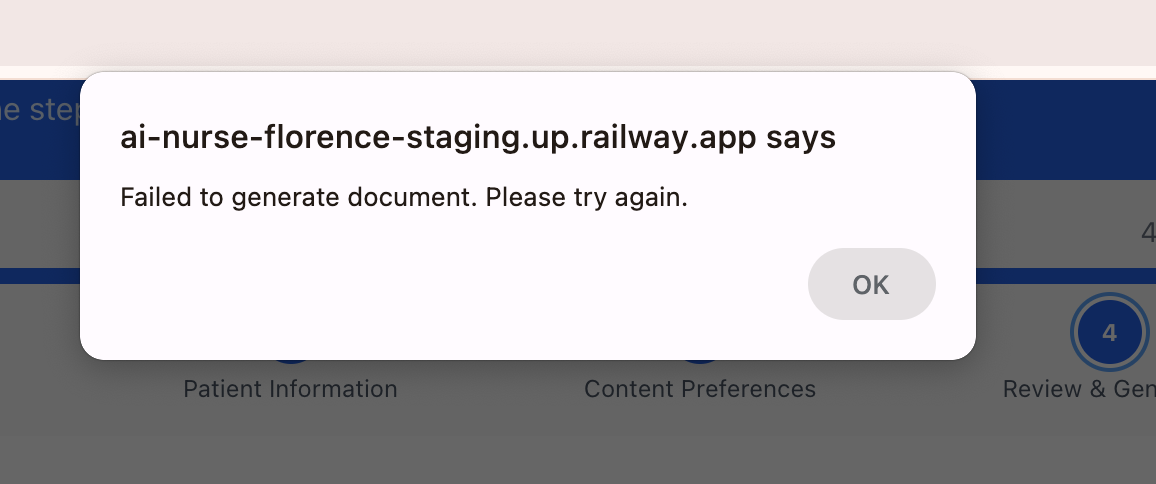 ai-nurse-florence-staging.up.railway.app says
Failed to generate document. Please try again.
OK
4
4
Patient Information
Content Preferences
Review &